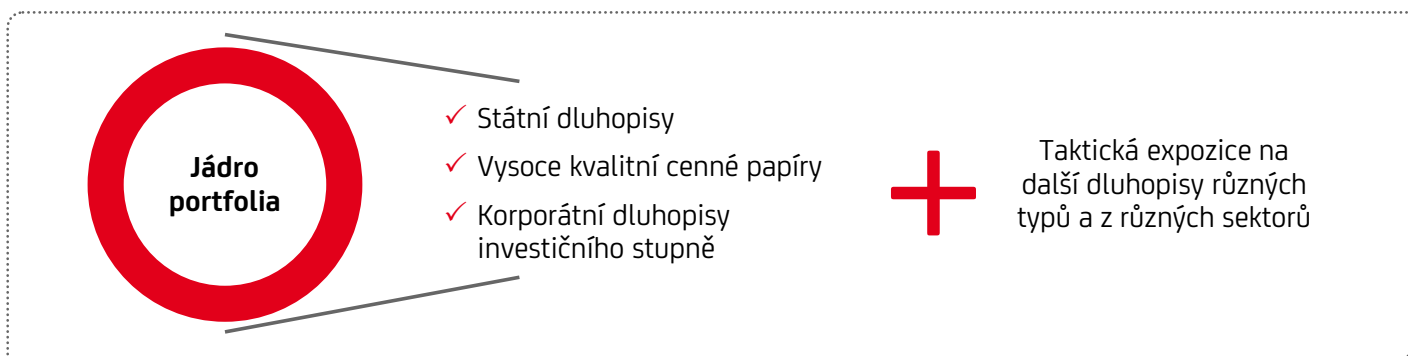 Jádro
portfolia
✓ Státní dluhopisy
✓ Vysoce kvalitní cenné papíry
✓ Korporátní dluhopisy
investičního stupně
+
Taktická expozice na
další dluhopisy různých
typů a z různých sektorů